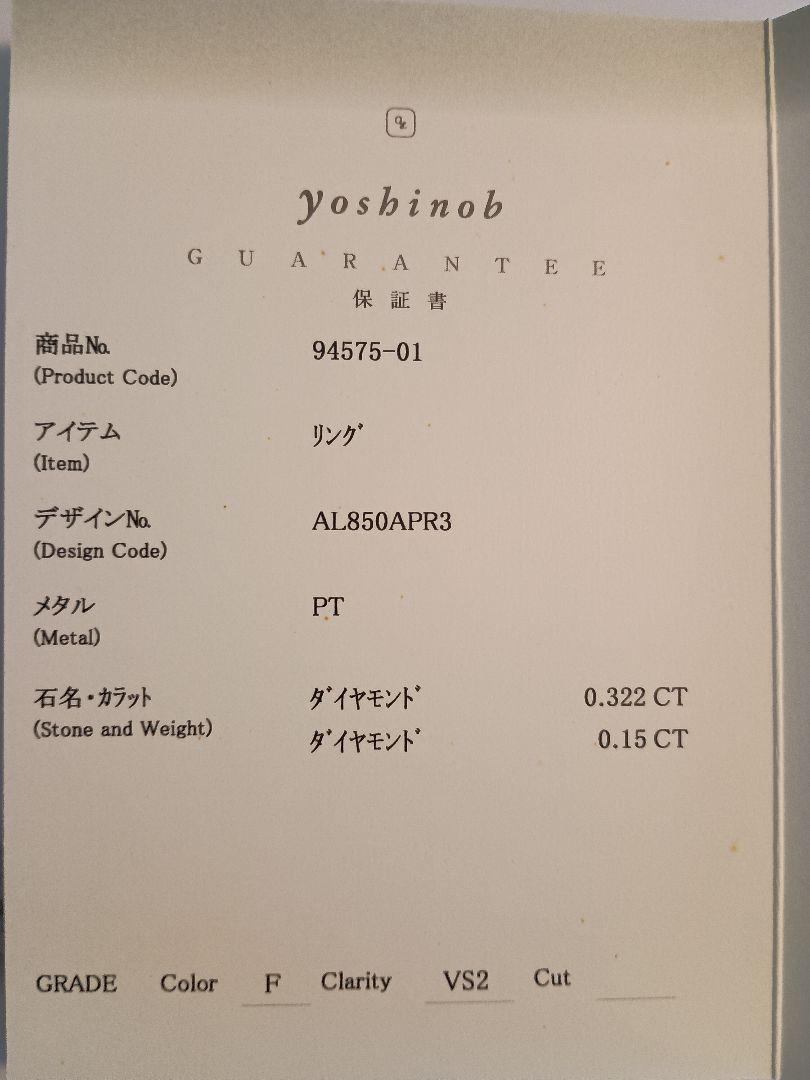 yoshinob
GUARANTEE
保証書
商品No. 94575-01
(Product Code)
アイテム リング
(Item)
デザインNo. AL850APR3
(Design Code)
メタル PT
(Metal)
石名・カラット ダイヤモンド 0.322 CT
(Stone and Weight) ダイヤモンド 0.15 CT
GRADE Color F Clarity VS2 Cut